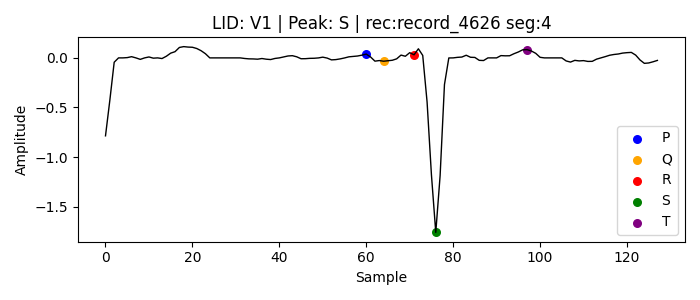 LID: V1 | Peak: S | rec:record_4626 seg:4
Amplitude
0.0
−0.5
−1.0
−1.5
0
20
40
60
80
100
120
Sample
P
Q
R
S
T